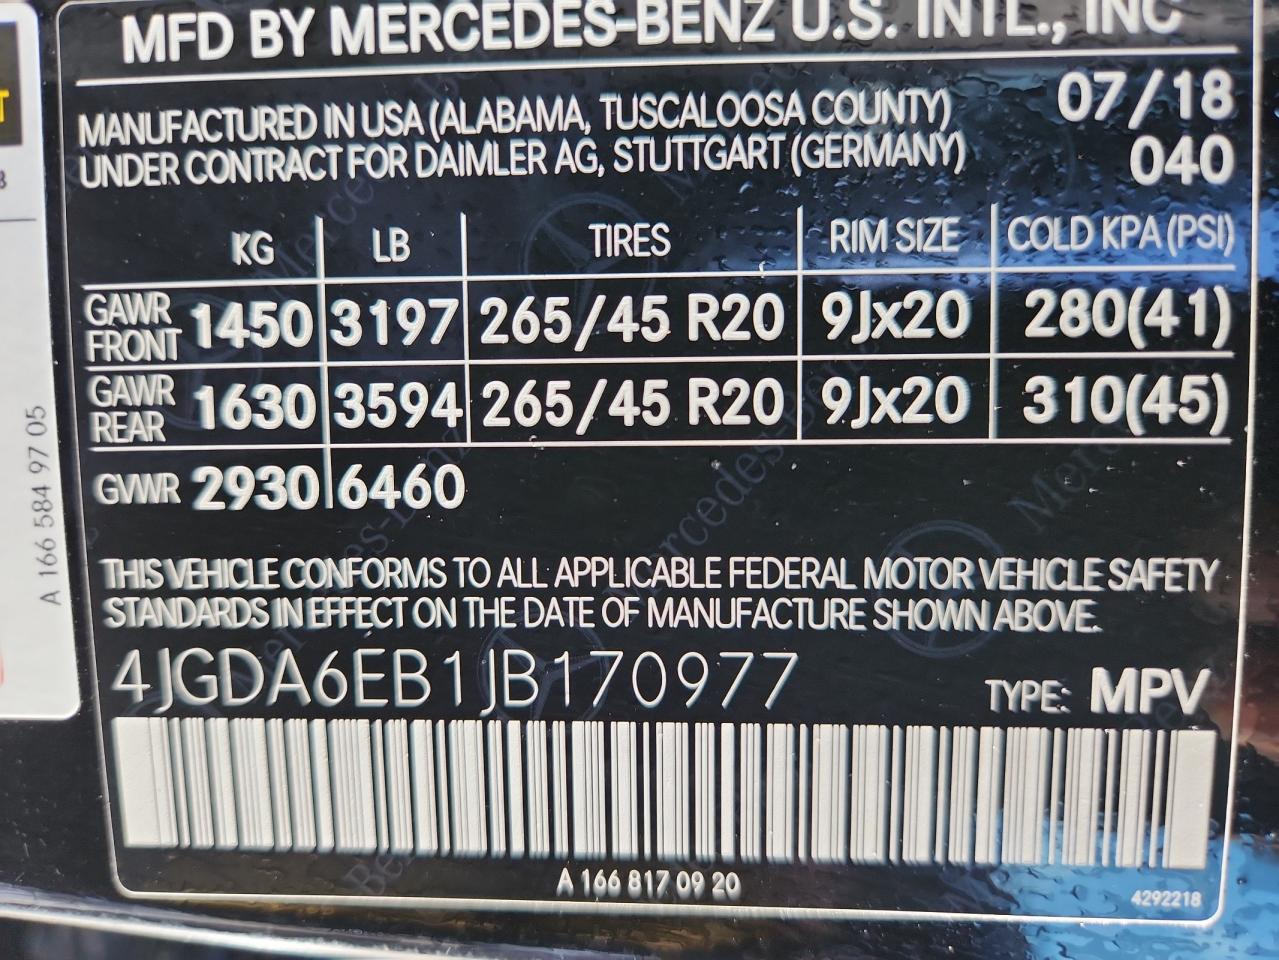 MFD BY MERCEDES-BENZ U.S. INTL., INC
MANUFACTURED IN USA (ALABAMA, TUSCALOOSA COUNTY) 07/18
UNDER CONTRACT FOR DAIMLER AG, STUTTGART (GERMANY) 040
KG LB TIRES RIM SIZE COLD KPA (PSI)
GAWR FRONT 1450 3197 265/45 R20 9Jx20 280(41)
GAWR REAR 1630 3594 265/45 R20 9Jx20 310(45)
GVWR 2930 6460
THIS VEHICLE CONFORMS TO ALL APPLICABLE FEDERAL MOTOR VEHICLE SAFETY
STANDARDS IN EFFECT ON THE DATE OF MANUFACTURE SHOWN ABOVE.
4JGDA6EB1JB170977 TYPE: MPV
A 166 817 09 20
4292218
A 166 584 97 05